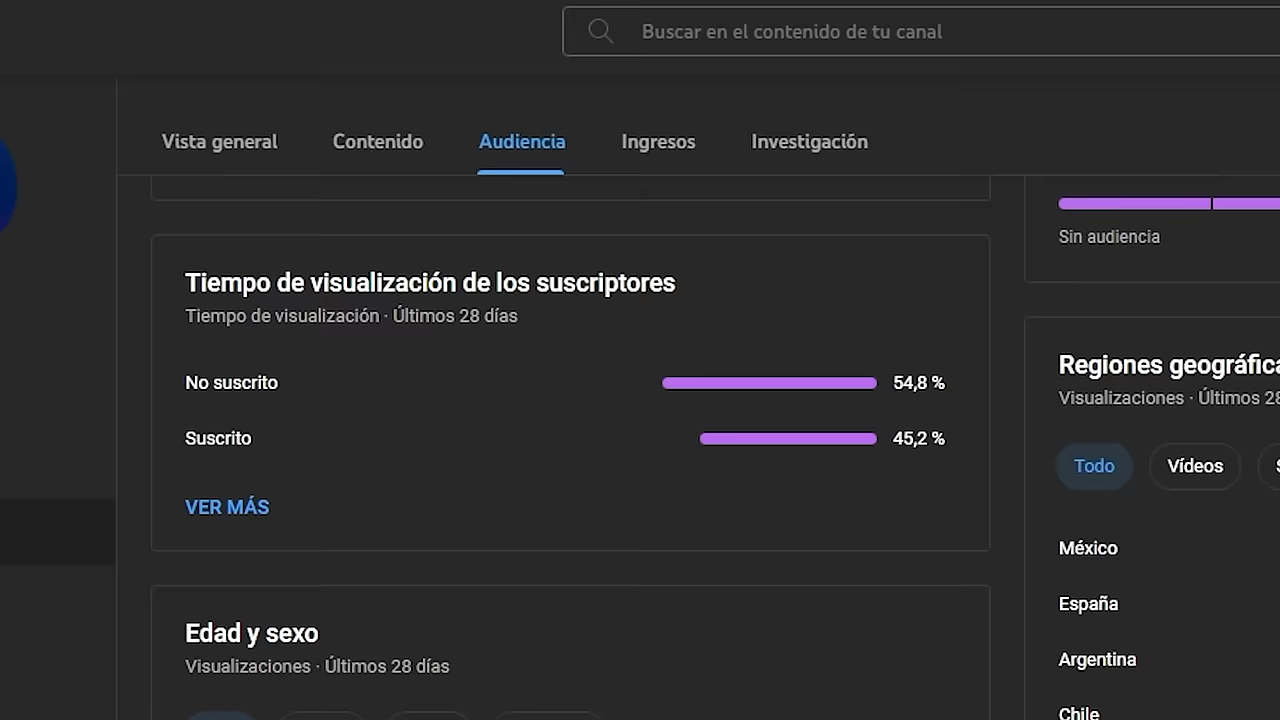 Buscar en el contenido de tu canal
Vista general
Contenido
Audiencia
Ingresos
Investigación
Tiempo de visualización de los suscriptores
Tiempo de visualización · Últimos 28 días
No suscrito
54,8 %
Suscrito
45,2 %
VER MÁS
Edad y sexo
Visualizaciones · Últimos 28 días
Sin audiencia
Regiones geográfica
Visualizaciones · Últimos 28
Todo
Vídeos
México
España
Argentina
Chile